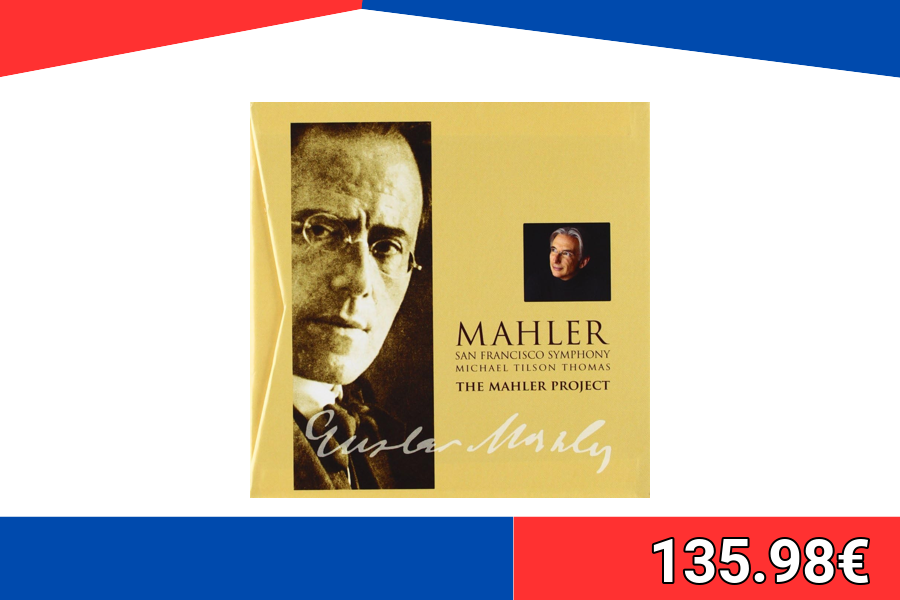 MAHLER
SAN FRANCISCO SYMPHONY
MICHAEL TILSON THOMAS
THE MAHLER PROJECT
Gustav Mahler
135.98€